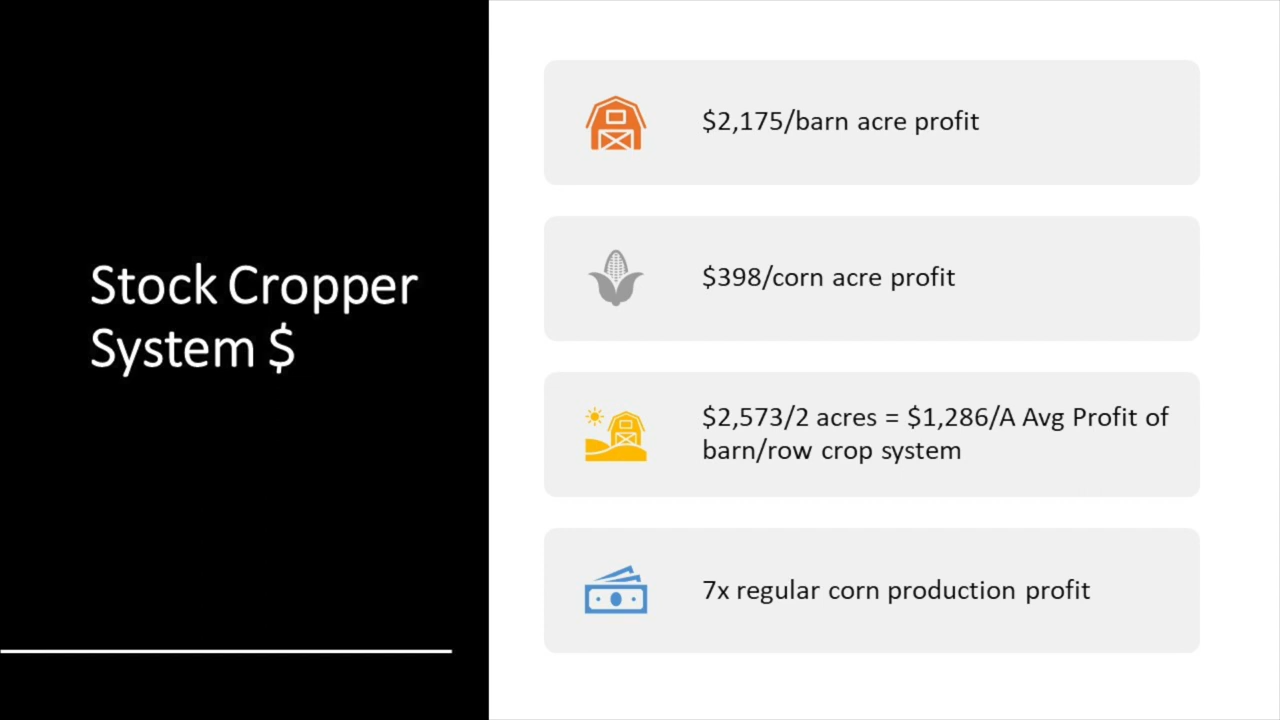 Stock Cropper
System $
$2,175/barn acre profit
$398/corn acre profit
$2,573/2 acres = $1,286/A Avg Profit of
barn/row crop system
7x regular corn production profit